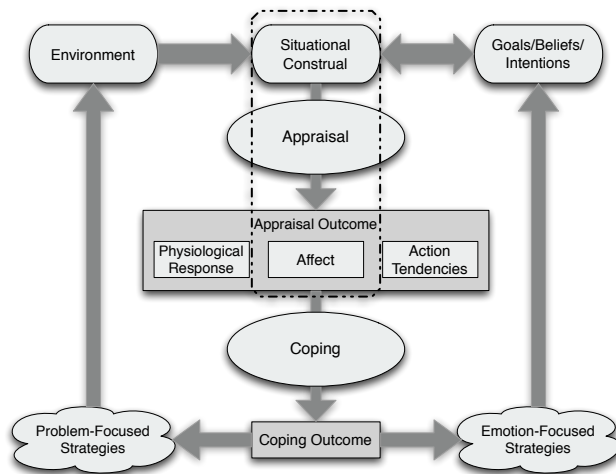 Environment
Situational
Construal
Goals/Beliefs/
Intentions
Appraisal
Appraisal Outcome
Physiological
Response
Affect
Action
Tendencies
Coping
Problem-Focused
Strategies
Coping Outcome
Emotion-Focused
Strategies